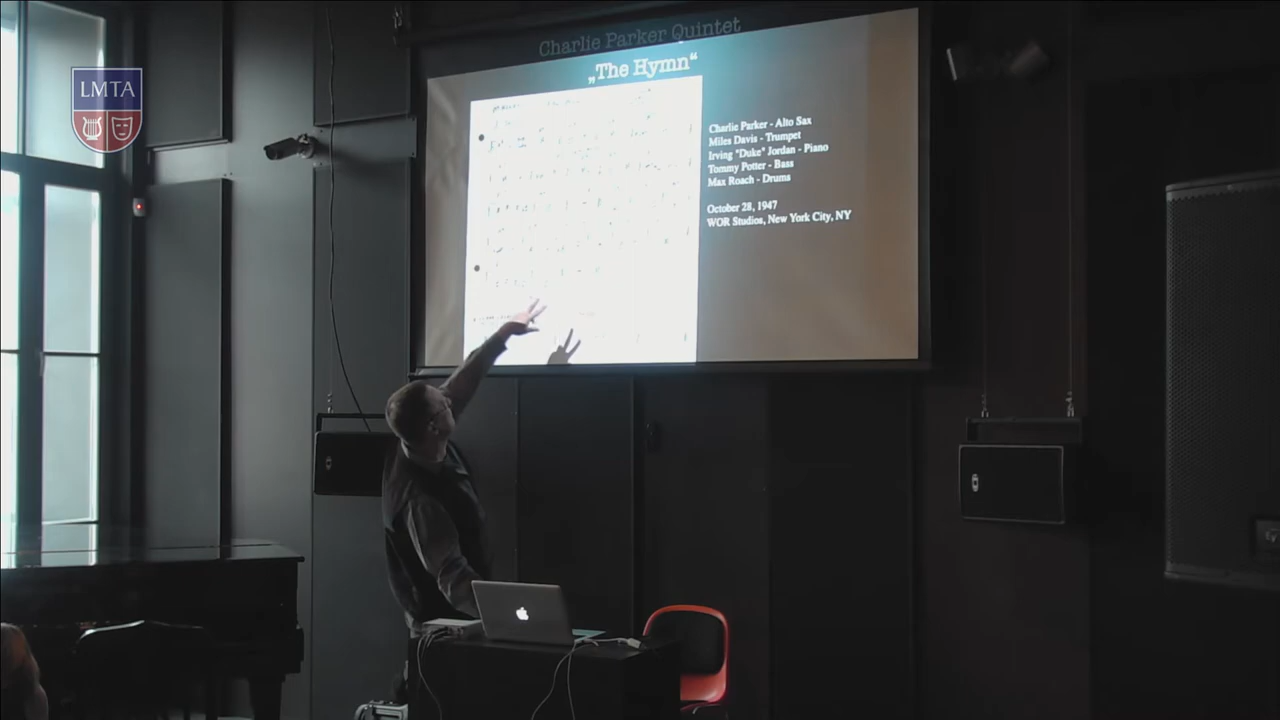 LMTA
Charlie Parker Quintet
„The Hymn“
Charlie Parker - Alto Sax
Miles Davis - Trumpet
Irving "Duke" Jordan - Piano
Tommy Potter - Bass
Max Roach - Drums
October 28, 1947
WOR Studios, New York City, NY